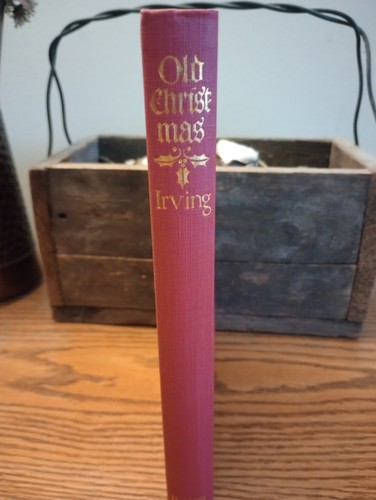 Old
Christ
mas
Irving